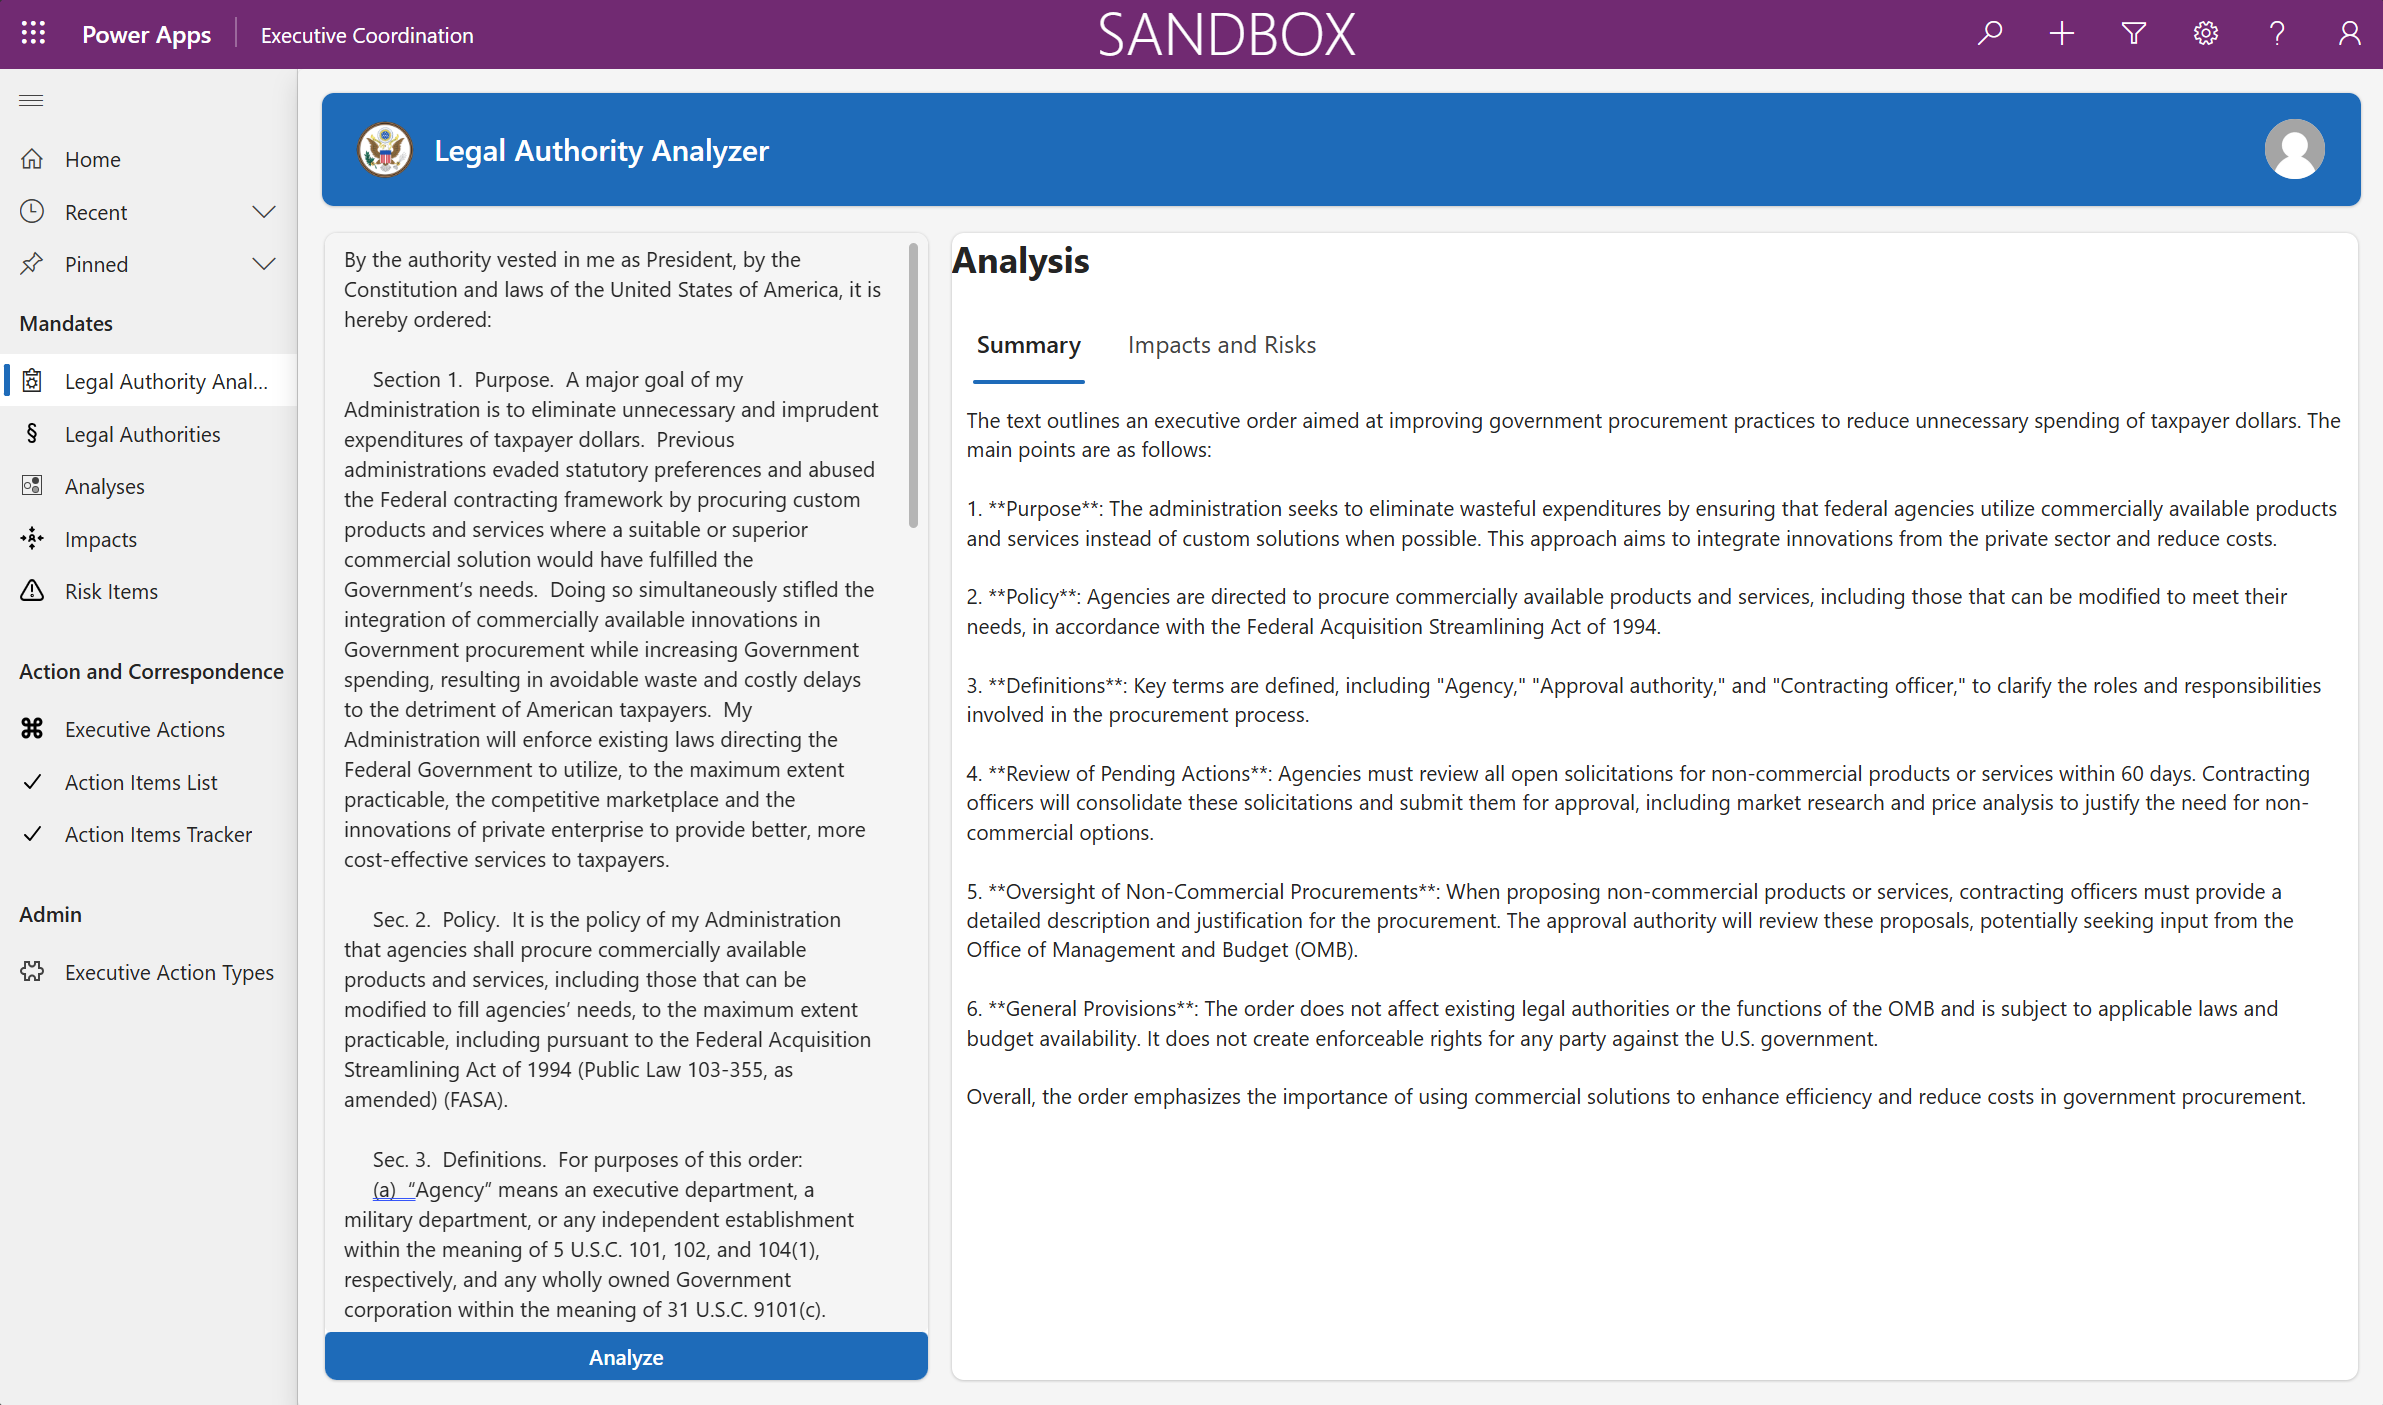 Power Apps
Executive Coordination
SANDBOX
Home
Recent
Pinned
Mandates
Legal Authority Anal...
Legal Authorities
Analyses
Impacts
Risk Items
Action and Correspondence
Executive Actions
Action Items List
Action Items Tracker
Admin
Executive Action Types
Legal Authority Analyzer
By the authority vested in me as President, by the
Constitution and laws of the United States of America, it is
hereby ordered:
Section 1.  Purpose.  A major goal of my
Administration is to eliminate unnecessary and imprudent
expenditures of taxpayer dollars.  Previous
administrations evaded statutory preferences and abused
the Federal contracting framework by procuring custom
products and services where a suitable or superior
commercial solution would have fulfilled the
Government’s needs.  Doing so simultaneously stifled the
integration of commercially available innovations in
Government procurement while increasing Government
spending, resulting in avoidable waste and costly delays
to the detriment of American taxpayers.  My
Administration will enforce existing laws directing the
Federal Government to utilize, to the maximum extent
practicable, the competitive marketplace and the
innovations of private enterprise to provide better, more
cost-effective services to taxpayers.
Sec. 2.  Policy.  It is the policy of my Administration
that agencies shall procure commercially available
products and services, including those that can be
modified to fill agencies’ needs, to the maximum extent
practicable, including pursuant to the Federal Acquisition
Streamlining Act of 1994 (Public Law 103-355, as
amended) (FASA).
Sec. 3.  Definitions.  For purposes of this order:
(a)  “Agency” means an executive department, a
military department, or any independent establishment
within the meaning of 5 U.S.C. 101, 102, and 104(1),
respectively, and any wholly owned Government
corporation within the meaning of 31 U.S.C. 9101(c).
Analyze
Analysis
Summary
Impacts and Risks
The text outlines an executive order aimed at improving government procurement practices to reduce unnecessary spending of taxpayer dollars. The
main points are as follows:
1. **Purpose**: The administration seeks to eliminate wasteful expenditures by ensuring that federal agencies utilize commercially available products
and services instead of custom solutions when possible. This approach aims to integrate innovations from the private sector and reduce costs.
2. **Policy**: Agencies are directed to procure commercially available products and services, including those that can be modified to meet their
needs, in accordance with the Federal Acquisition Streamlining Act of 1994.
3. **Definitions**: Key terms are defined, including "Agency," "Approval authority," and "Contracting officer," to clarify the roles and responsibilities
involved in the procurement process.
4. **Review of Pending Actions**: Agencies must review all open solicitations for non-commercial products or services within 60 days. Contracting
officers will consolidate these solicitations and submit them for approval, including market research and price analysis to justify the need for non-
commercial options.
5. **Oversight of Non-Commercial Procurements**: When proposing non-commercial products or services, contracting officers must provide a
detailed description and justification for the procurement. The approval authority will review these proposals, potentially seeking input from the
Office of Management and Budget (OMB).
6. **General Provisions**: The order does not affect existing legal authorities or the functions of the OMB and is subject to applicable laws and
budget availability. It does not create enforceable rights for any party against the U.S. government.
Overall, the order emphasizes the importance of using commercial solutions to enhance efficiency and reduce costs in government procurement.